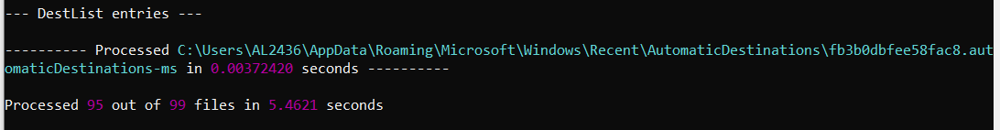 --- DestList entries ---
---------- Processed C:\Users\AL2436\AppData\Roaming\Microsoft\Windows\Recent\AutomaticDestinations\fb3b0dbfee58fac8.aut
omaticDestinations-ms in 0.00372420 seconds ----------
Processed 95 out of 99 files in 5.4621 seconds